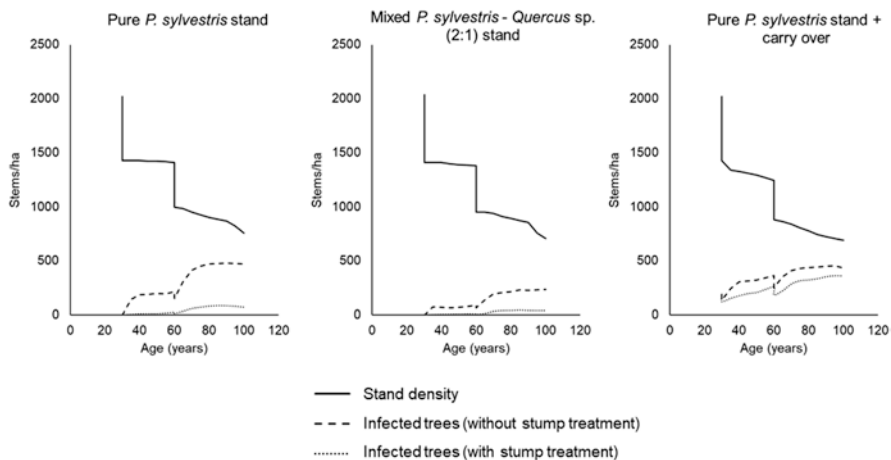 Pure P. sylvestris stand
Mixed P. sylvestris - Quercus sp.
(2:1) stand
Pure P. sylvestris stand +
carry over
2500
2000
1500
1000
500
0
Stems/ha
0 20 40 60 80 100 120
Age (years)
2500
2000
1500
1000
500
0
Stems/ha
0 20 40 60 80 100 120
Age (years)
2500
2000
1500
1000
500
0
Stems/ha
0 20 40 60 80 100 120
Age (years)
Stand density
Infected trees (without stump treatment)
Infected trees (with stump treatment)